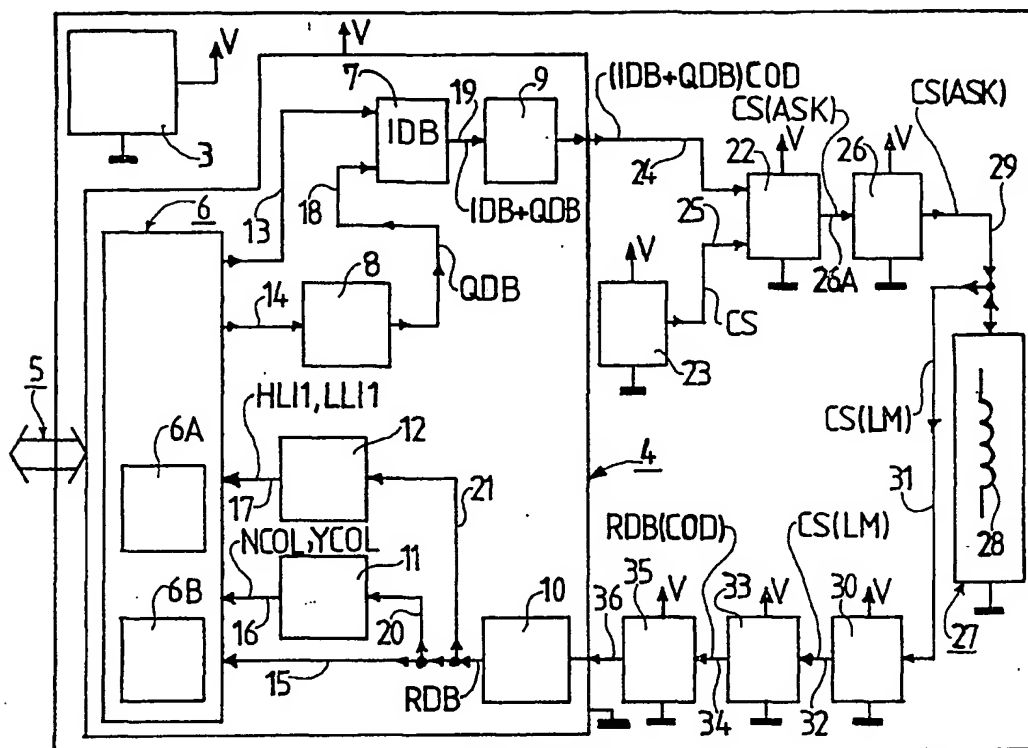 V
V
3
7
19
9
(IDB+QDB)COD
CS(ASK)
CS(ASK)
V
V
22
26
29
IDB
6
13
18
IDB+QDB
24
25
26A
V
8
QDB
14
CS
23
5
HLI1,LLI1
12
4
CS(LM)
6A
17
21
31
NCOL,YCOL
11
RDB(COD)
CS(LM)
28
6B
16
20
10
36
35
V
33
V
30
V
27
15
RDB
34
32